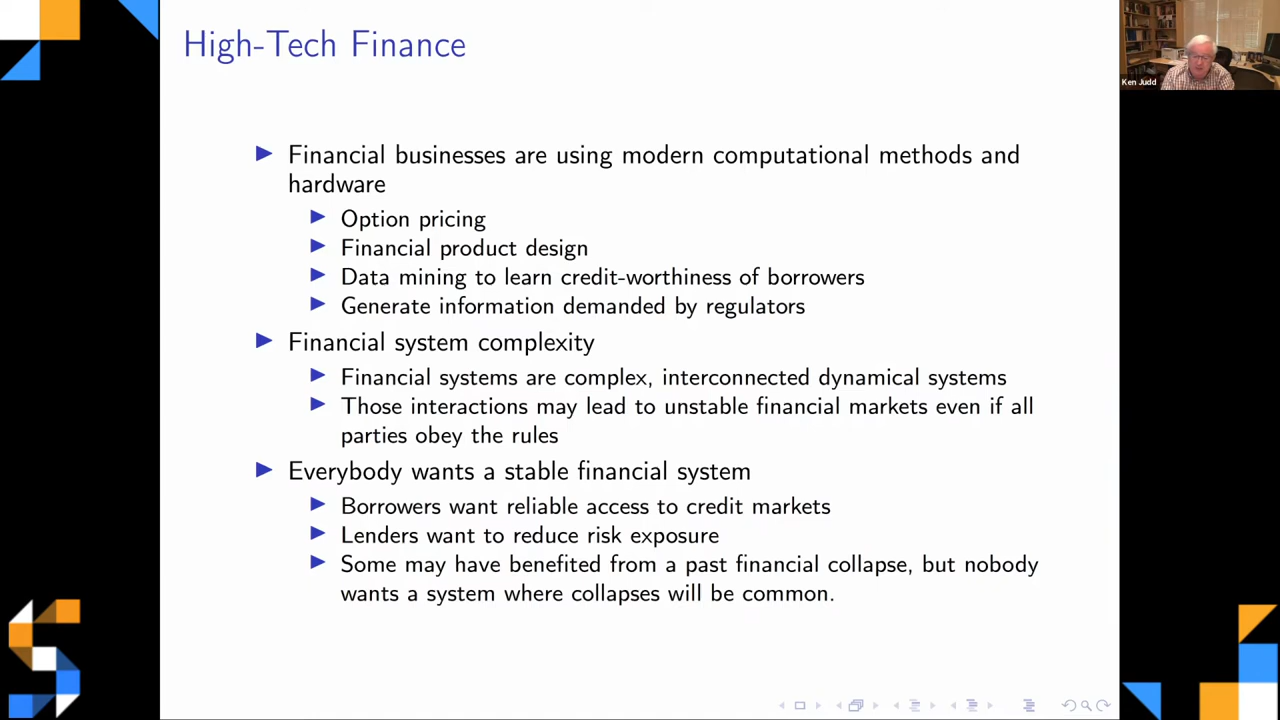 High-Tech Finance
Ken Judd
Financial businesses are using modern computational methods and
hardware
Option pricing
Financial product design
Data mining to learn credit-worthiness of borrowers
Generate information demanded by regulators
Financial system complexity
Financial systems are complex, interconnected dynamical systems
Those interactions may lead to unstable financial markets even if all
parties obey the rules
Everybody wants a stable financial system
Borrowers want reliable access to credit markets
Lenders want to reduce risk exposure
Some may have benefited from a past financial collapse, but nobody
wants a system where collapses will be common.